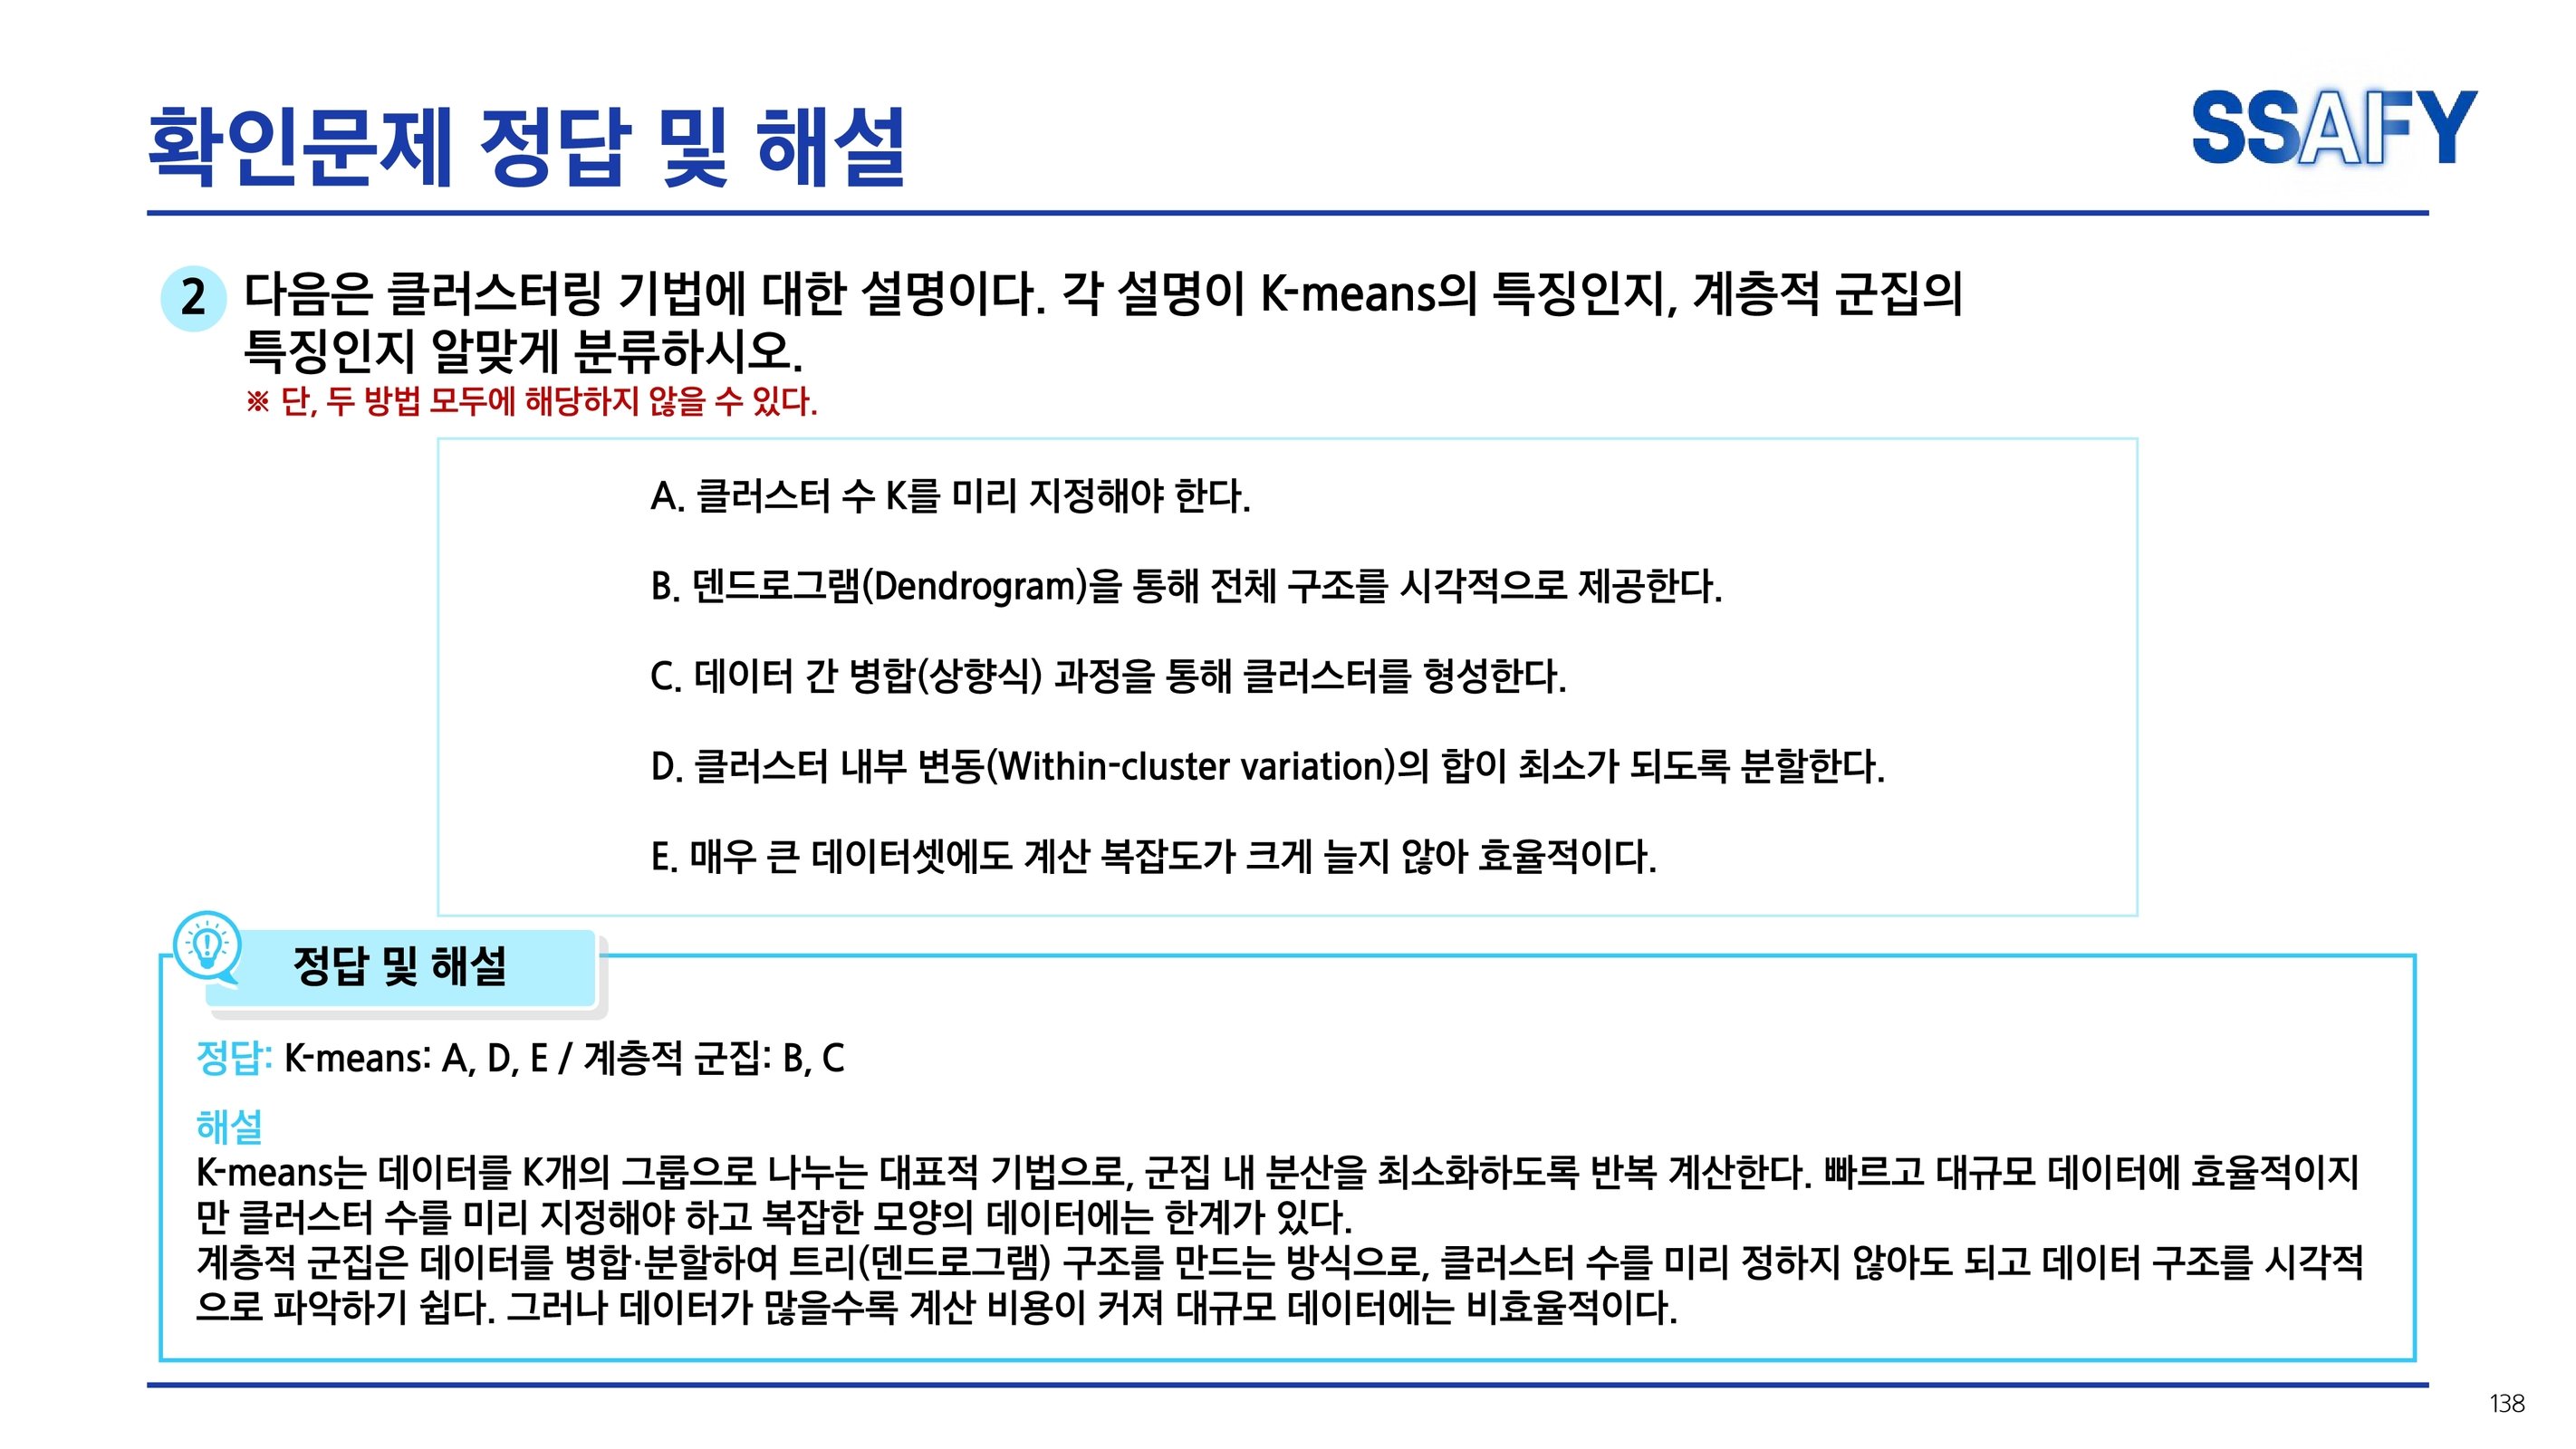 확인문제 정답 및 해설
SSAFY
2 다음은 클러스터링 기법에 대한 설명이다. 각 설명이 K-means의 특징인지, 계층적 군집의
특징인지 알맞게 분류하시오.
※ 단, 두 방법 모두에 해당하지 않을 수 있다.
A. 클러스터 수 K를 미리 지정해야 한다.
B. 덴드로그램(Dendrogram)을 통해 전체 구조를 시각적으로 제공한다.
C. 데이터 간 병합(상향식) 과정을 통해 클러스터를 형성한다.
D. 클러스터 내부 변동(Within-cluster variation)의 합이 최소가 되도록 분할한다.
E. 매우 큰 데이터셋에도 계산 복잡도가 크게 늘지 않아 효율적이다.
정답 및 해설
정답: K-means: A, D, E / 계층적 군집: B, C
해설
K-means는 데이터를 K개의 그룹으로 나누는 대표적 기법으로, 군집 내 분산을 최소화하도록 반복 계산한다. 빠르고 대규모 데이터에 효율적이지
만 클러스터 수를 미리 지정해야 하고 복잡한 모양의 데이터에는 한계가 있다.
계층적 군집은 데이터를 병합·분할하여 트리(덴드로그램) 구조를 만드는 방식으로, 클러스터 수를 미리 정하지 않아도 되고 데이터 구조를 시각적
으로 파악하기 쉽다. 그러나 데이터가 많을수록 계산 비용이 커져 대규모 데이터에는 비효율적이다.
138